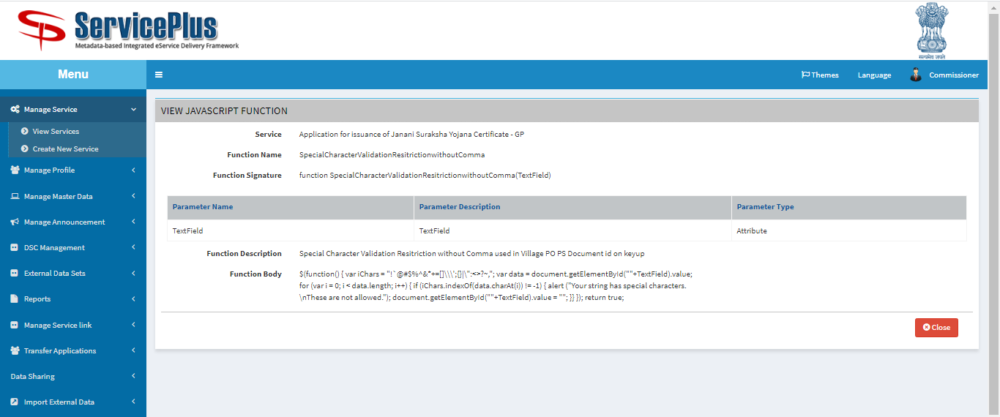 ServicePlus
Metadata-based Integrated eService Delivery Framework
सत्यमेव जयते
Menu
Themes Language Commissioner
Manage Service
View Services
Create New Service
Manage Profile
Manage Master Data
Manage Announcement
DSC Management
External Data Sets
Reports
Manage Service link
Transfer Applications
Data Sharing
Import External Data
VIEW JAVASCRIPT FUNCTION
Service Application for issuance of Janani Suraksha Yojana Certificate - GP
Function Name SpecialCharacterValidationResitrictionwithoutComma
Function Signature function SpecialCharacterValidationResitrictionwithoutComma(TextField)
Parameter Name Parameter Description Parameter Type
TextField TextField Attribute
Function Description Special Character Validation Resitriction without Comma used in Village PO PS Document id on keyup
Function Body $(function() { var iChars = "!`@#$%^&*+=[]\\\';{}|\":<>?~,"; var data = document.getElementById(""+TextField).value;
for (var i = 0; i < data.length; i++) { if (iChars.indexOf(data.charAt(i)) != -1) { alert ("Your string has special characters.
\nThese are not allowed."); document.getElementById(""+TextField).value = ""; }} }); return true;
Close